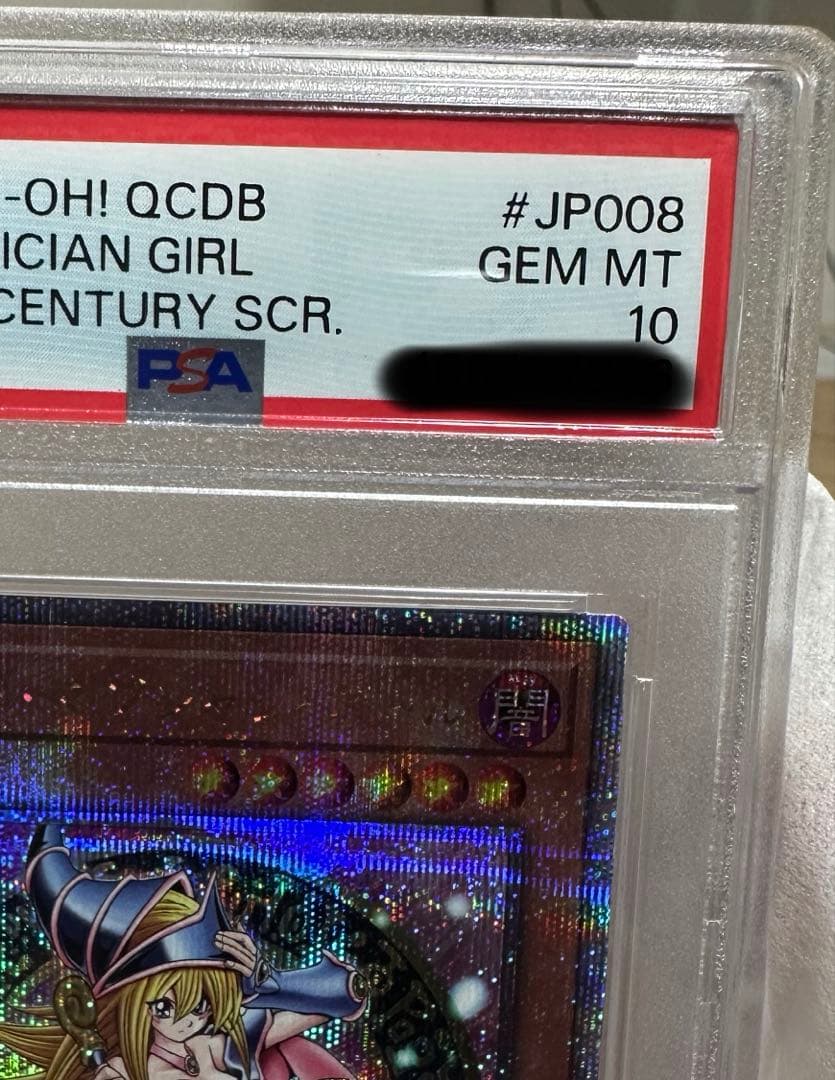 -OH! QCDB #JP008
ICIAN GIRL GEM MT
CENTURY SCR. 10
PSA
闇